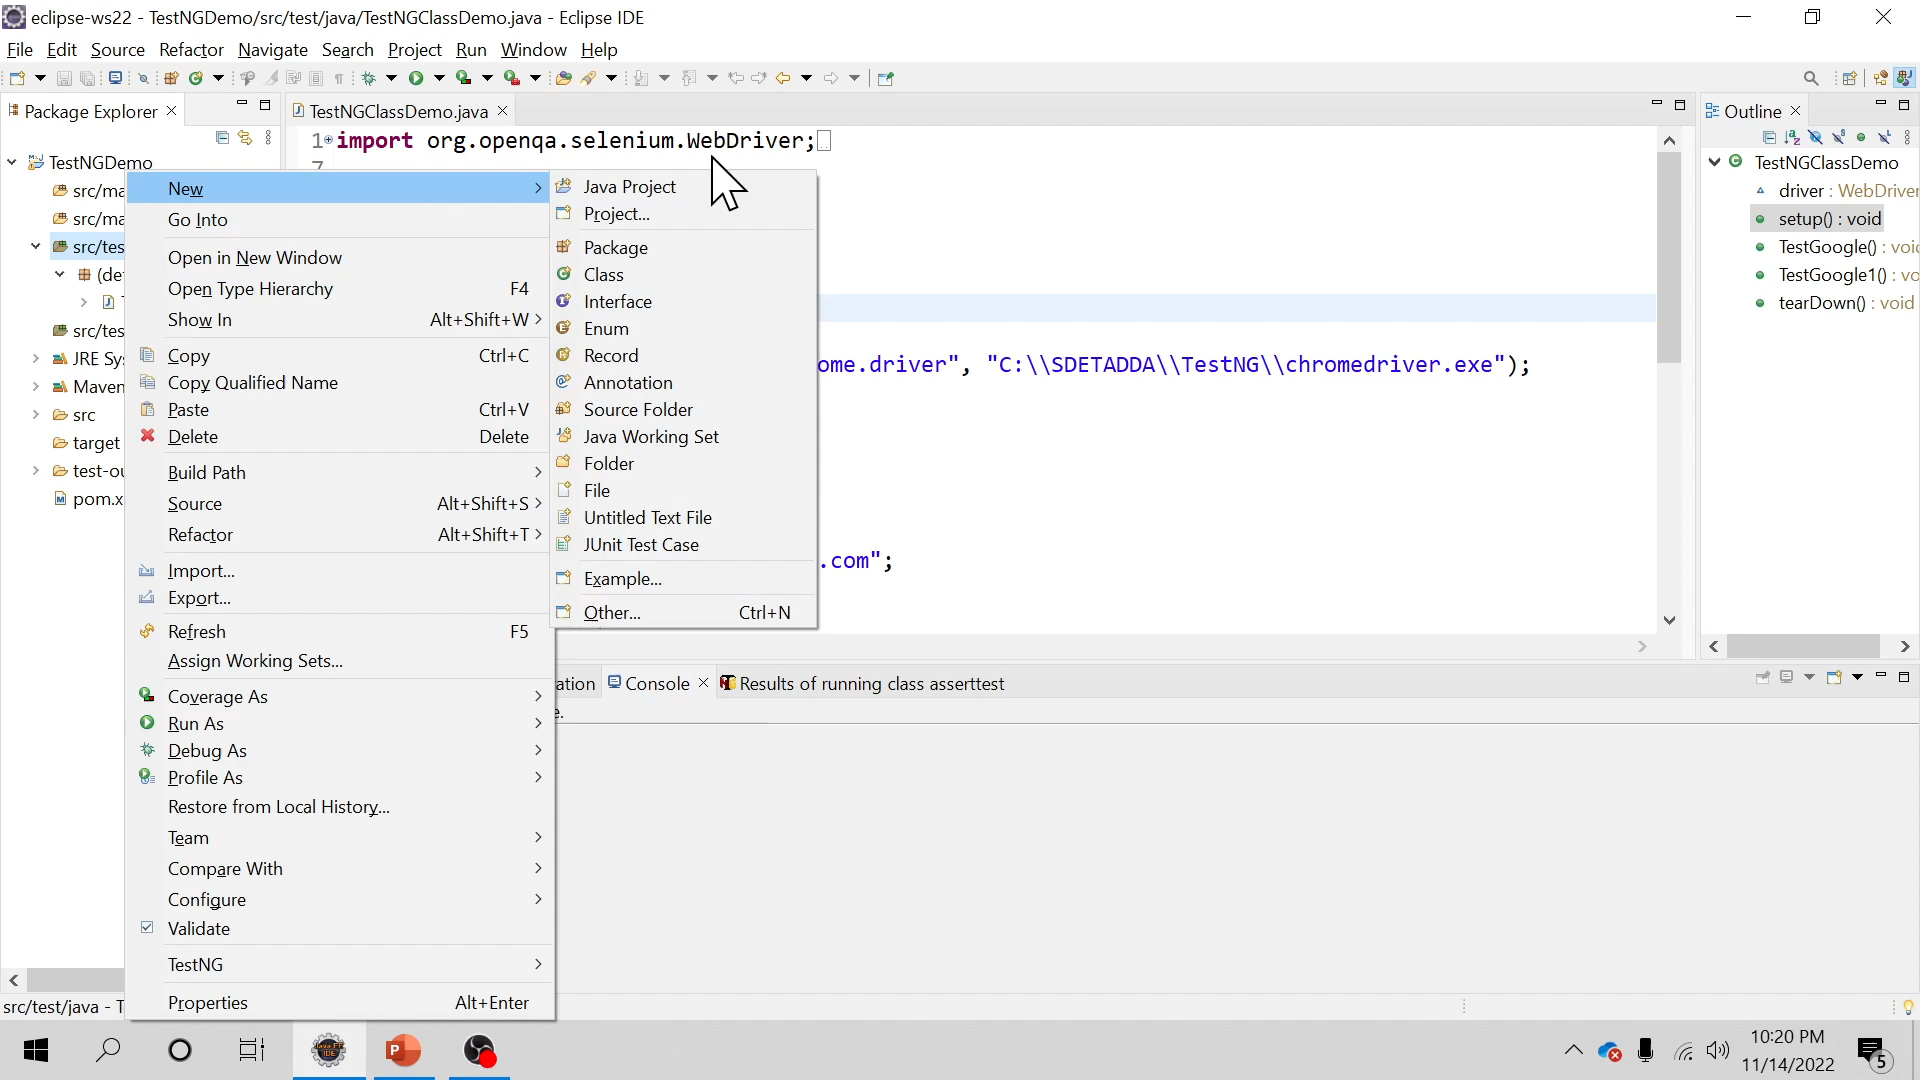 eclipse-ws22 - TestNGDemo/src/test/java/TestNGClassDemo.java - Eclipse IDE
File Edit Source Refactor Navigate Search Project Run Window Help
Package Explorer
TestNGClassDemo.java
Outline
1 import org.openqa.selenium.WebDriver;
7
TestNGDemo
src/ma
src/ma
src/tes
(de
src/tes
JRE Sy
Maven
src
target
test-ou
pom.x
New
Go Into
Open in New Window
Open Type Hierarchy F4
Show In Alt+Shift+W
Copy Ctrl+C
Copy Qualified Name
Paste Ctrl+V
Delete Delete
Build Path
Source Alt+Shift+S
Refactor Alt+Shift+T
Import...
Export...
Refresh F5
Assign Working Sets...
Coverage As
Run As
Debug As
Profile As
Restore from Local History...
Team
Compare With
Configure
Validate
TestNG
Properties Alt+Enter
Java Project
Project...
Package
Class
Interface
Enum
Record
Annotation
Source Folder
Java Working Set
Folder
File
Untitled Text File
JUnit Test Case
Example...
Other... Ctrl+N
ome.driver", "C:\\SDETADDA\\TestNG\\chromedriver.exe");
.com";
TestNGClassDemo
driver : WebDriver
setup() : void
TestGoogle() : voi
TestGoogle1() : vo
tearDown() : void
ation Console Results of running class asserttest
e.
src/test/java - T
10:20 PM
11/14/2022
5